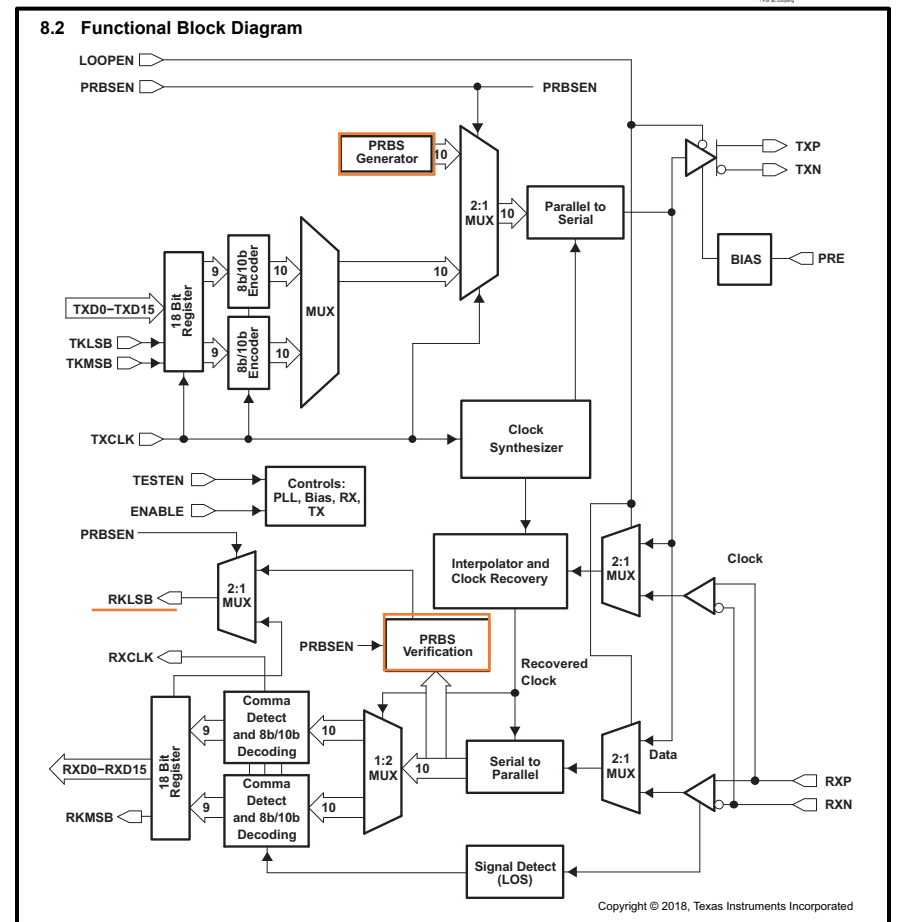 * For ac coupling
8.2 Functional Block Diagram
LOOPEN
PRBSEN
PRBSEN
PRBS
Generator
10
2:1
MUX
10
Parallel to
Serial
TXP
TXN
BIAS
PRE
18 Bit
Register
9
8b/10b
Encoder
10
MUX
10
TXD0−TXD15
TKLSB
TKMSB
9
8b/10b
Encoder
10
TXCLK
Clock
Synthesizer
TESTEN
ENABLE
Controls:
PLL, Bias, RX,
TX
PRBSEN
2:1
MUX
RKLSB
Interpolator and
Clock Recovery
2:1
MUX
Clock
PRBSEN
PRBS
Verification
RXCLK
Recovered
Clock
18 Bit
Register
9
Comma
Detect
and 8b/10b
Decoding
10
1:2
MUX
10
Serial to
Parallel
2:1
MUX
Data
RXD0−RXD15
RKMSB
9
Comma
Detect
and 8b/10b
Decoding
10
RXP
RXN
Signal Detect
(LOS)
Copyright © 2018, Texas Instruments Incorporated